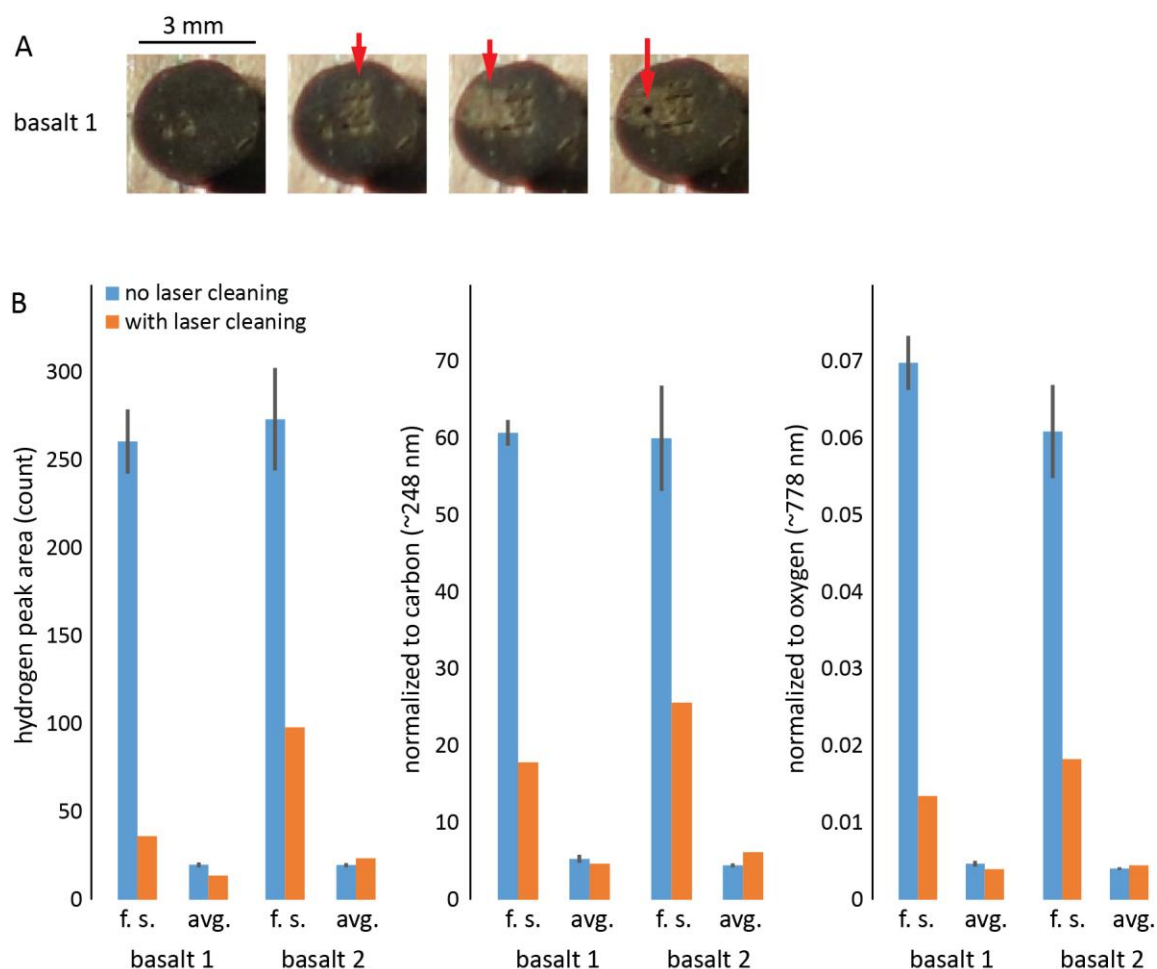 A
3 mm
basalt 1
B
no laser cleaning
with laser cleaning
hydrogen peak area (count)
300
250
200
150
100
50
0
f. s. avg. f. s. avg.
basalt 1 basalt 2
normalized to carbon (~248 nm)
70
60
50
40
30
20
10
0
f. s. avg. f. s. avg.
basalt 1 basalt 2
normalized to oxygen (~778 nm)
0.07
0.06
0.05
0.04
0.03
0.02
0.01
0
f. s. avg. f. s. avg.
basalt 1 basalt 2